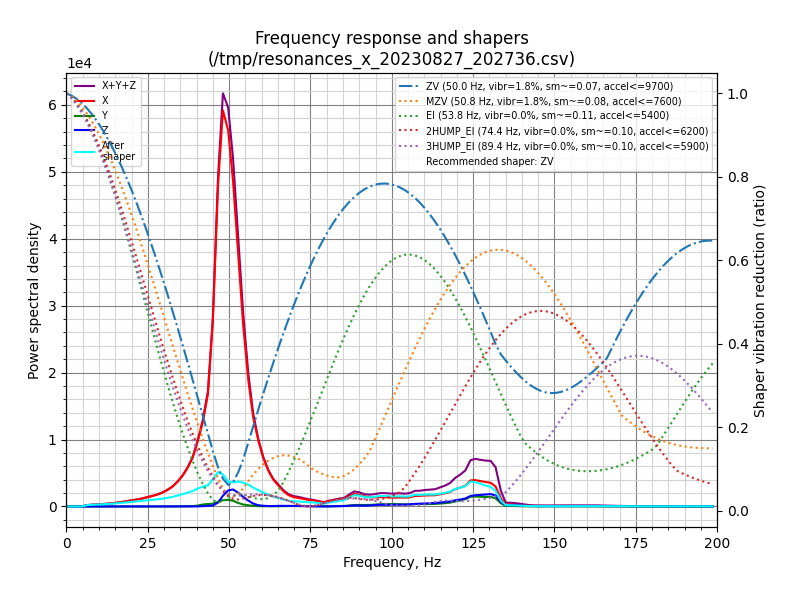 Frequency response and shapers
(/tmp/resonances_x_20230827_202736.csv)
1e4
X+Y+Z
X
Y
Z
After
shaper
ZV (50.0 Hz, vibr=1.8%, sm~=0.07, accel<=9700)
MZV (50.8 Hz, vibr=1.8%, sm~=0.08, accel<=7600)
EI (53.8 Hz, vibr=0.0%, sm~=0.11, accel<=5400)
2HUMP_EI (74.4 Hz, vibr=0.0%, sm~=0.10, accel<=6200)
3HUMP_EI (89.4 Hz, vibr=0.0%, sm~=0.10, accel<=5900)
Recommended shaper: ZV
6
5
4
3
2
1
0
Power spectral density
1.0
0.8
0.6
0.4
0.2
0.0
Shaper vibration reduction (ratio)
0 25 50 75 100 125 150 175 200
Frequency, Hz